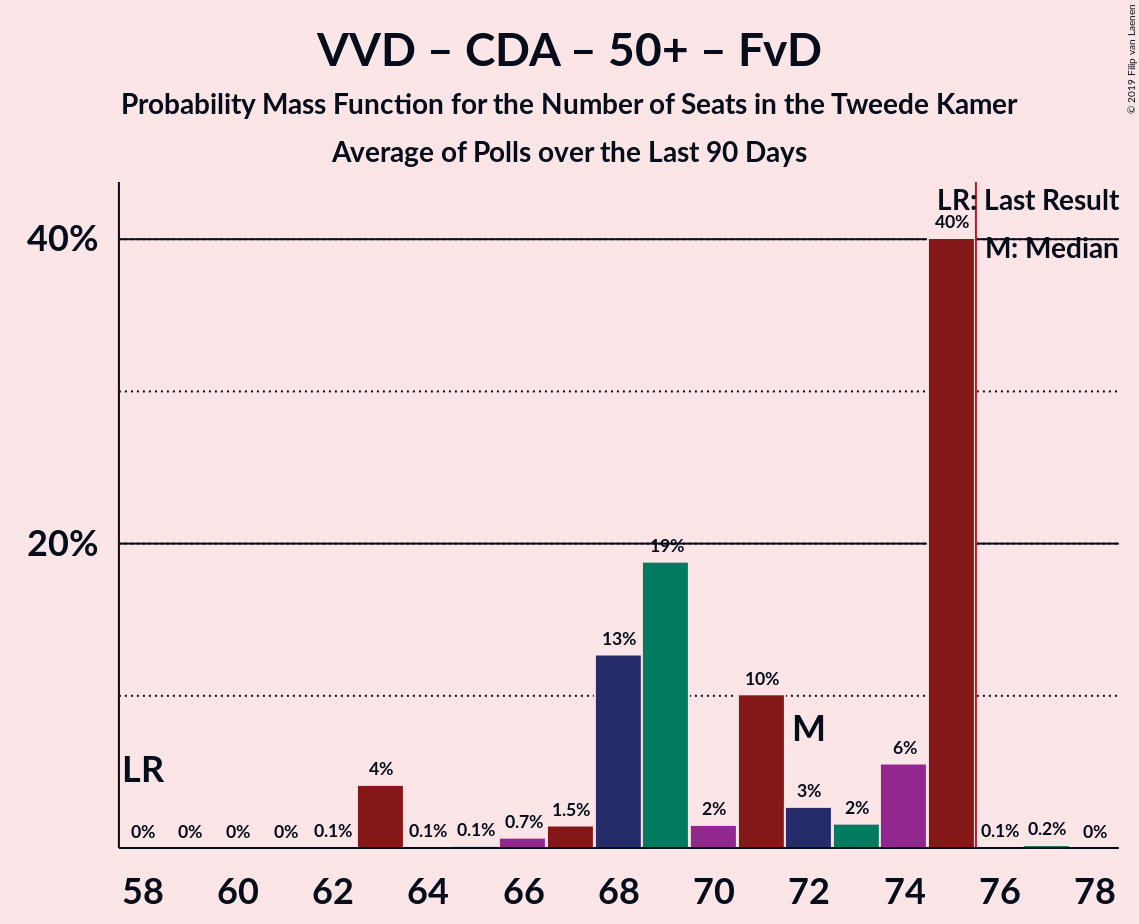 VVD – CDA – 50+ – FvD
Probability Mass Function for the Number of Seats in the Tweede Kamer
Average of Polls over the Last 90 Days
© 2019 Filip van Laenen
LR: Last Result
M: Median
40%
20%
LR
M
0% 0% 0% 0% 0.1% 4% 0.1% 0.1% 0.7% 1.5% 13% 19% 2% 10% 3% 2% 6% 40% 0.1% 0.2% 0%
58 60 62 64 66 68 70 72 74 76 78